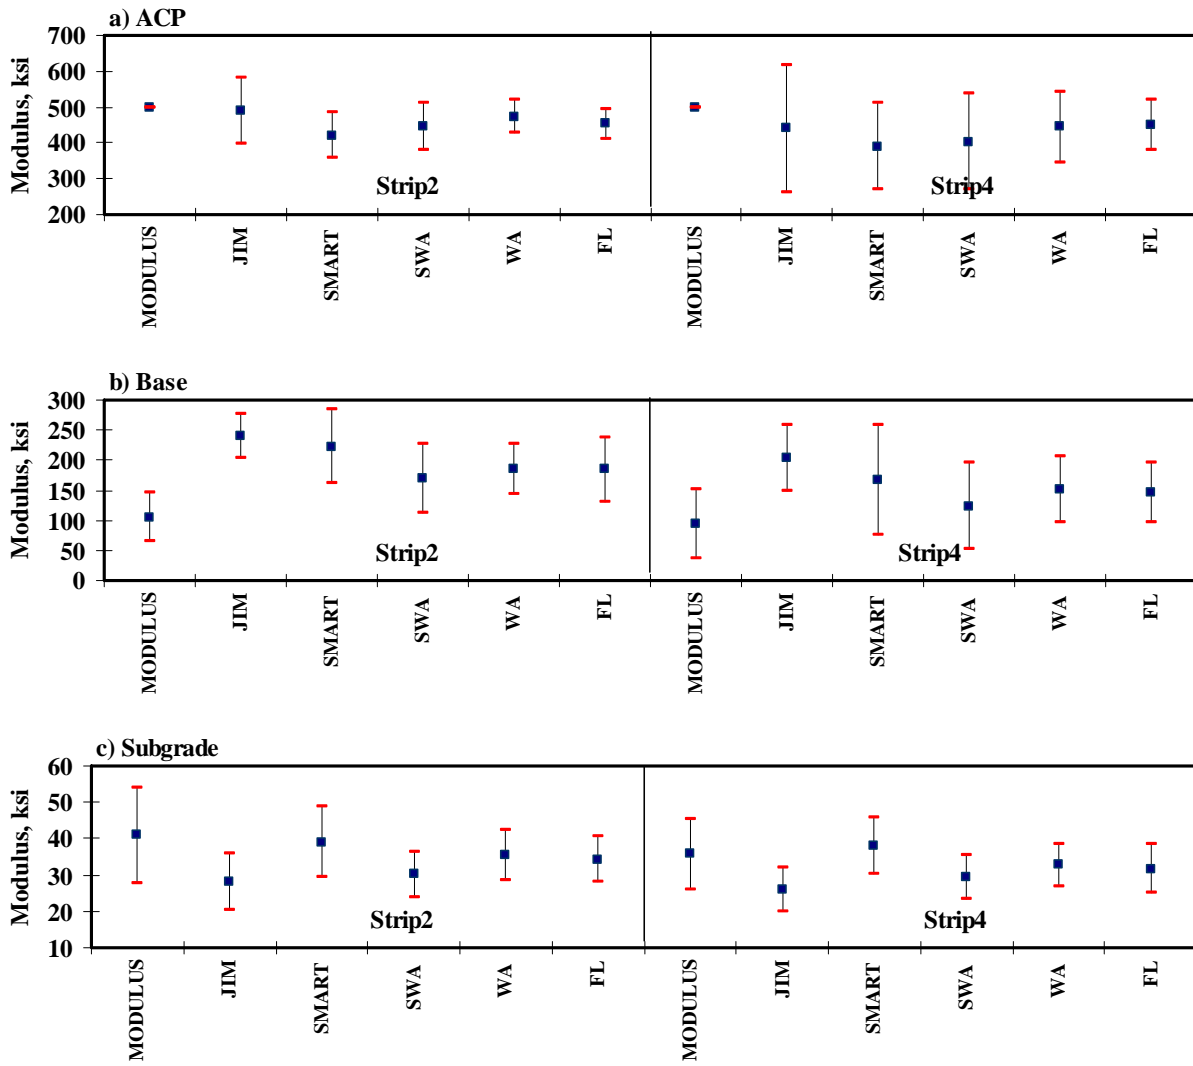 a) ACP
Modulus, ksi
700
600
500
400
300
200
Strip2
Strip4
MODULUS
JIM
SMART
SWA
WA
FL
MODULUS
JIM
SMART
SWA
WA
FL
b) Base
Modulus, ksi
300
250
200
150
100
50
0
Strip2
Strip4
MODULUS
JIM
SMART
SWA
WA
FL
MODULUS
JIM
SMART
SWA
WA
FL
c) Subgrade
Modulus, ksi
60
50
40
30
20
10
Strip2
Strip4
MODULUS
JIM
SMART
SWA
WA
FL
MODULUS
JIM
SMART
SWA
WA
FL